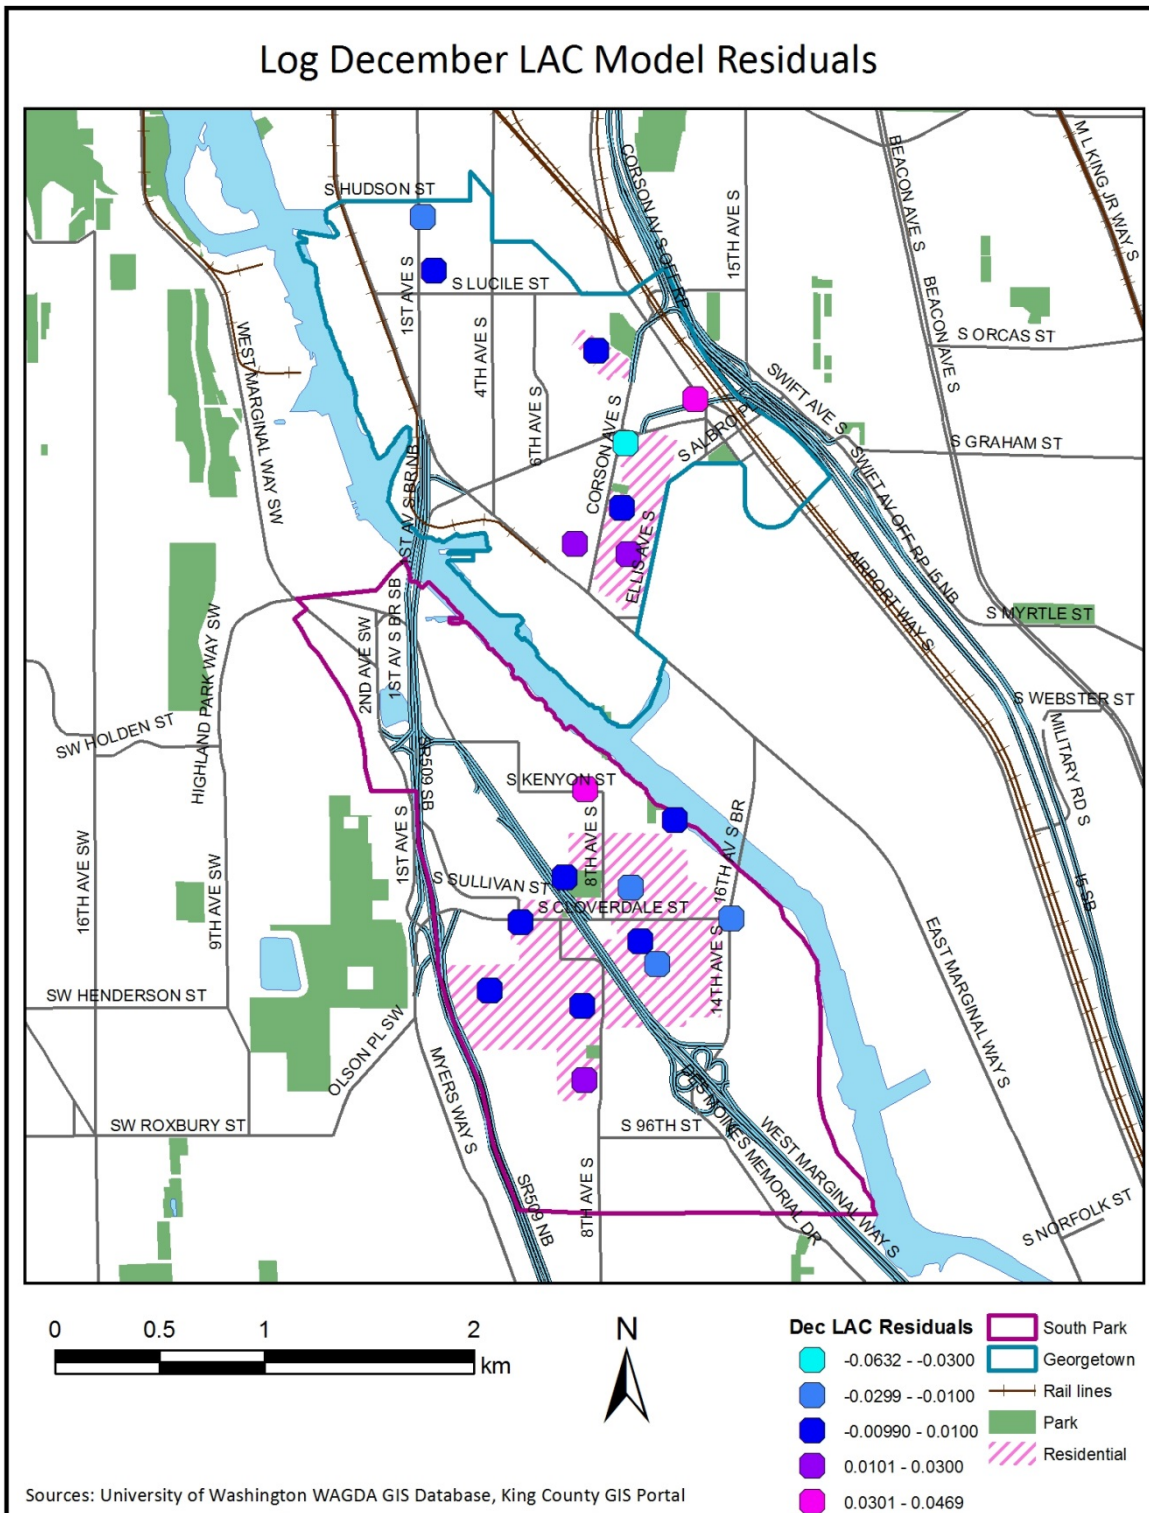 Log December LAC Model Residuals
S HUDSON ST
1ST AVE S
S LUCILE ST
4TH AVE S
6TH AVE S
CORSON AV S OFF RP
15TH AVE S
BEACON AVE S
BEACON AVE S
M L KING JR WAY S
S ORCAS ST
SWIFT AVE S
S GRAHAM ST
SWIFT AV OFF RP I5 NB
S ALBRO P
CORSON AVE S
ELLIS AVE S
WEST MARGINAL WAY SW
1ST AV S BR NB
1ST AV S BR SB
2ND AVE SW
HIGHLAND PARK WAY SW
SW HOLDEN ST
AIRPORT WAY S
S MYRTLE ST
S WEBSTER ST
MILITARY RD S
I5 SB
SR509 SB
S KENYON ST
8TH AVE S
16TH AV S BR
1ST AVE S
S SULLIVAN ST
S CLOVERDALE ST
14TH AVE S
16TH AVE SW
9TH AVE SW
SW HENDERSON ST
OLSON PL SW
MYERS WAY S
SW ROXBURY ST
EAST MARGINAL WAY S
DES MOINES MEMORIAL DR
WEST MARGINAL WAY S
S 96TH ST
8TH AVE S
SR509 NB
S NORFOLK ST
0 0.5 1 2
km
N
Dec LAC Residuals
-0.0632 - -0.0300
-0.0299 - -0.0100
-0.00990 - 0.0100
0.0101 - 0.0300
0.0301 - 0.0469
South Park
Georgetown
Rail lines
Park
Residential
Sources: University of Washington WAGDA GIS Database, King County GIS Portal